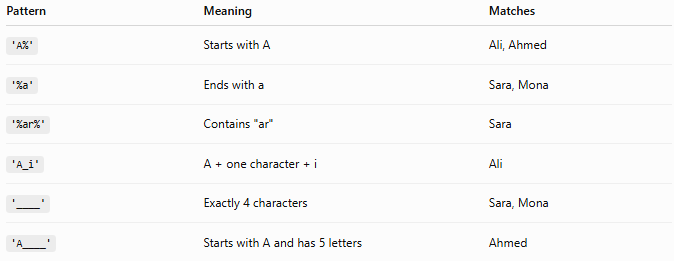 Pattern Meaning Matches
'A%' Starts with A Ali, Ahmed
'%a' Ends with a Sara, Mona
'%ar%' Contains "ar" Sara
'A_i' A + one character + i Ali
'____' Exactly 4 characters Sara, Mona
'A____' Starts with A and has 5 letters Ahmed